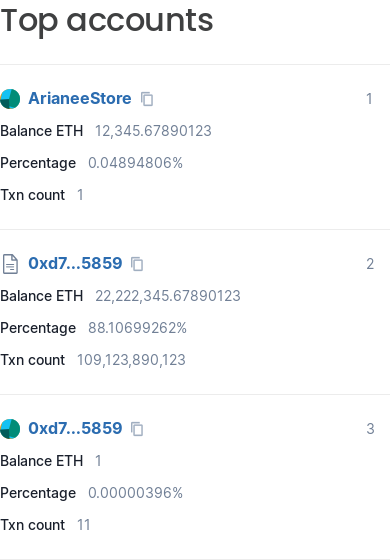 Top accounts
ArianeeStore 1
Balance ETH 12,345.67890123
Percentage 0.04894806%
Txn count 1
0xd7...5859 2
Balance ETH 22,222,345.67890123
Percentage 88.10699262%
Txn count 109,123,890,123
0xd7...5859 3
Balance ETH 1
Percentage 0.00000396%
Txn count 11